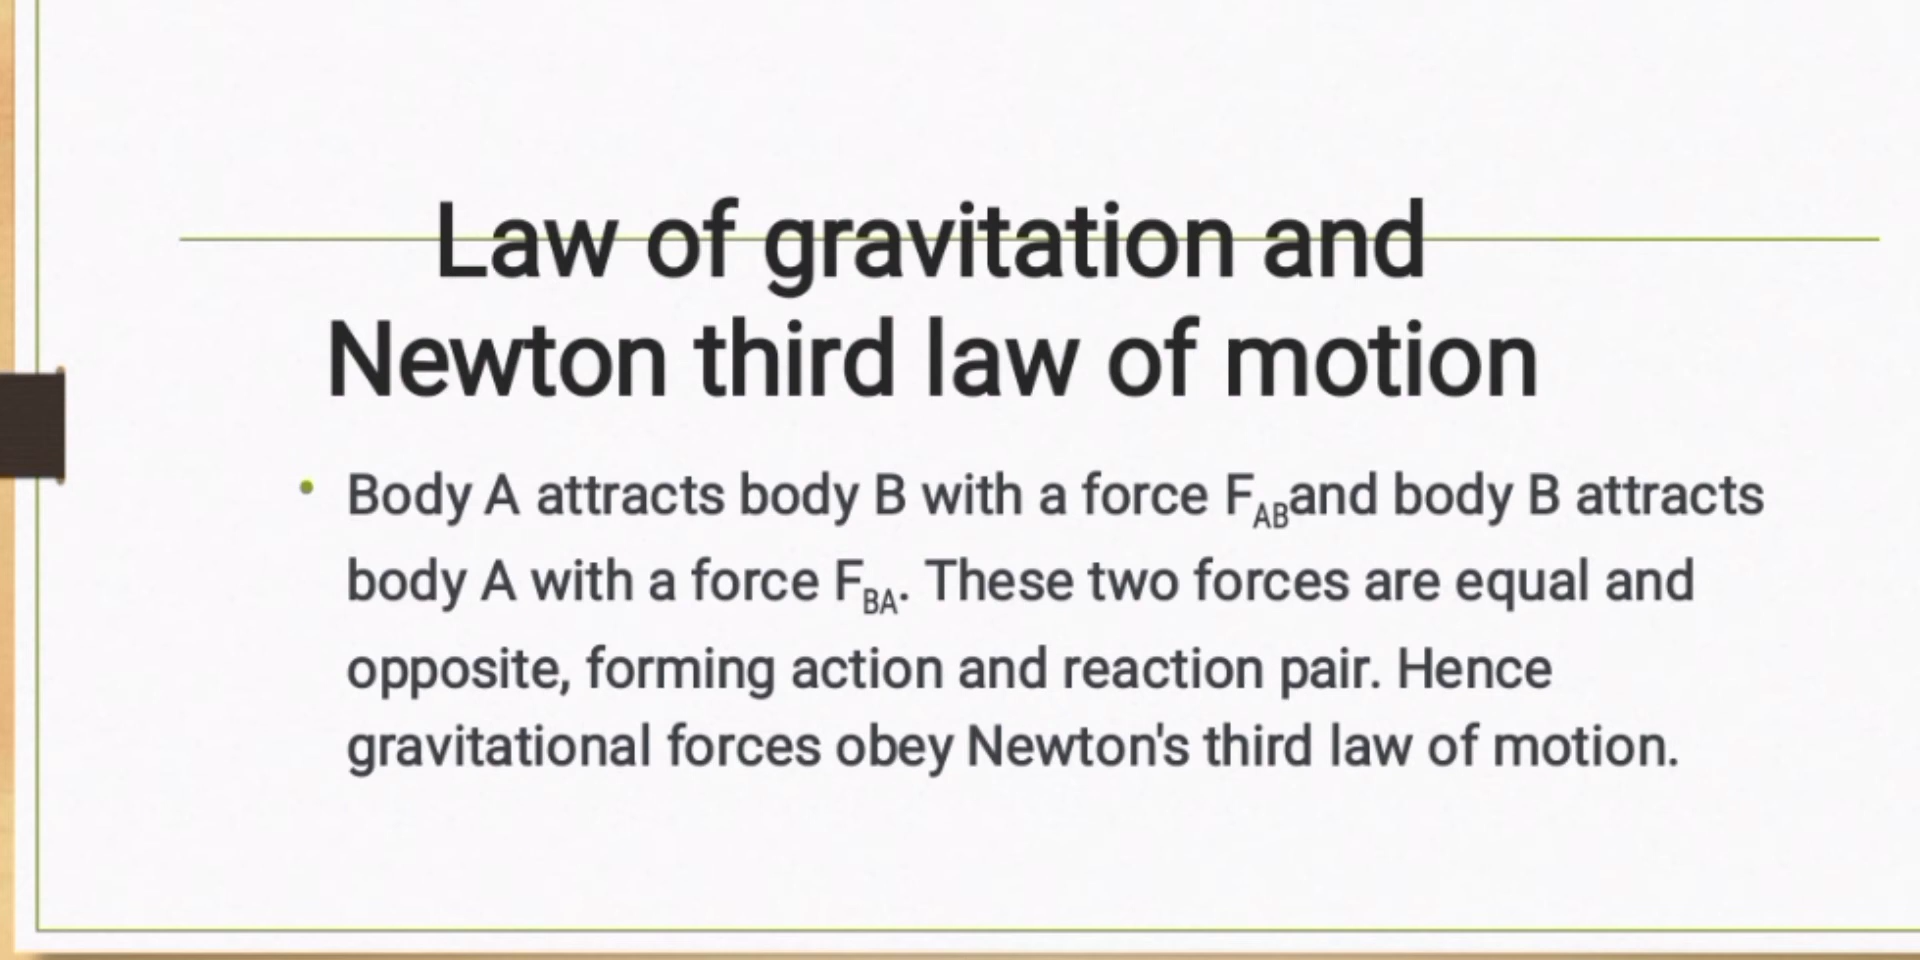 Law of gravitation and
Newton third law of motion
• Body A attracts body B with a force F_ABand body B attracts
body A with a force F_BA. These two forces are equal and
opposite, forming action and reaction pair. Hence
gravitational forces obey Newton's third law of motion.